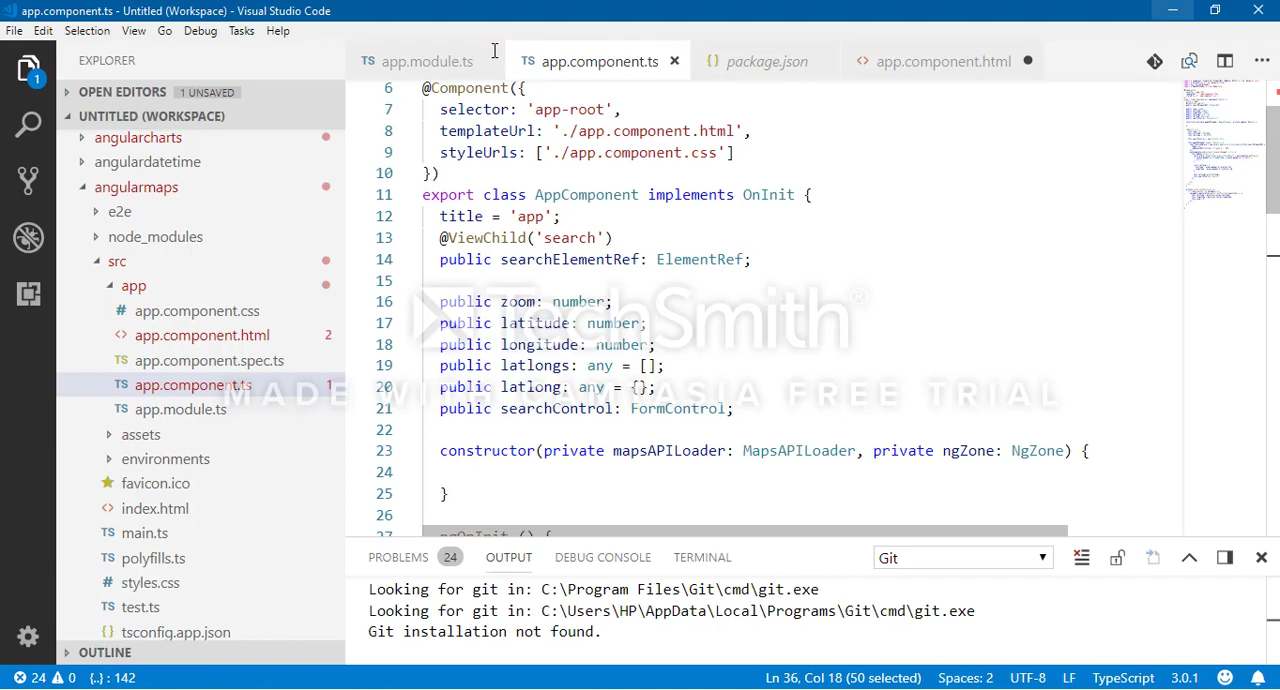 app.component.ts - Untitled (Workspace) - Visual Studio Code
File Edit Selection View Go Debug Tasks Help
EXPLORER
OPEN EDITORS 1 UNSAVED
UNTITLED (WORKSPACE)
angularcharts
angulardatetime
angularmaps
e2e
node_modules
src
app
app.component.css
app.component.html 2
app.component.spec.ts
app.component.ts 1
app.module.ts
assets
environments
favicon.ico
index.html
main.ts
polyfills.ts
styles.css
test.ts
tsconfig.app.json
OUTLINE
1
TS app.module.ts
TS app.component.ts
{} package.json
<> app.component.html
6 @Component({
7 selector: 'app-root',
8 templateUrl: './app.component.html',
9 styleUrls: ['./app.component.css']
10 })
11 export class AppComponent implements OnInit {
12 title = 'app';
13 @ViewChild('search')
14 public searchElementRef: ElementRef;
15
16 public zoom: number;
17 public latitude: number;
18 public longitude: number;
19 public latlongs: any = [];
20 public latlong: any = {};
21 public searchControl: FormControl;
22
23 constructor(private mapsAPILoader: MapsAPILoader, private ngZone: NgZone) {
24
25 }
26
27 ngOnInit () {
TechSmith
MADE WITH CAMTASIA FREE TRIAL
PROBLEMS 24 OUTPUT DEBUG CONSOLE TERMINAL Git
Looking for git in: C:\Program Files\Git\cmd\git.exe
Looking for git in: C:\Users\HP\AppData\Local\Programs\Git\cmd\git.exe
Git installation not found.
24 0 {..} : 142 Ln 36, Col 18 (50 selected) Spaces: 2 UTF-8 LF TypeScript 3.0.1